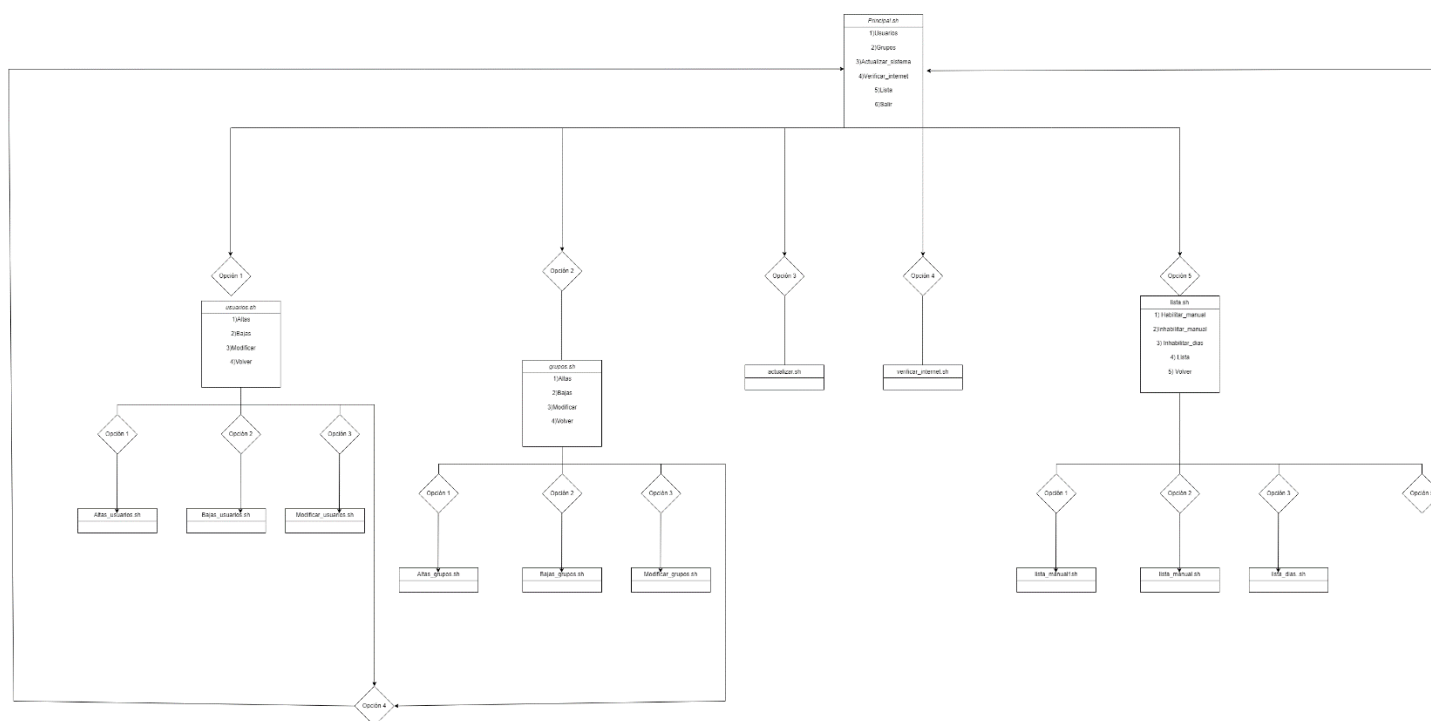 Principal.sh
1)Usuarios
2)Grupos
3)Actualizar_sistema
4)Verificar_internet
5)Lista
6)Salir
Opción 1
Opción 2
Opción 3
Opción 4
Opción 5
usuarios.sh
1)Altas
2)Bajas
3)Modificar
4)Volver
grupos.sh
1)Altas
2)Bajas
3)Modificar
4)Volver
actualizar.sh
verificar_internet.sh
lista.sh
1) Habilitar_manual
2)Inhabilitar_manual
3) Inhabilitar_dias
4) Lista
5) Volver
Opción 1
Opción 2
Opción 3
Altas_usuarios.sh
Bajas_usuarios.sh
Modificar_usuarios.sh
Opción 1
Opción 2
Opción 3
Altas_grupos.sh
Bajas_grupos.sh
Modificar_grupos.sh
Opción 1
Opción 2
Opción 3
Opción
lista_manual1.sh
lista_manual.sh
lista_dias.sh
Opción 4